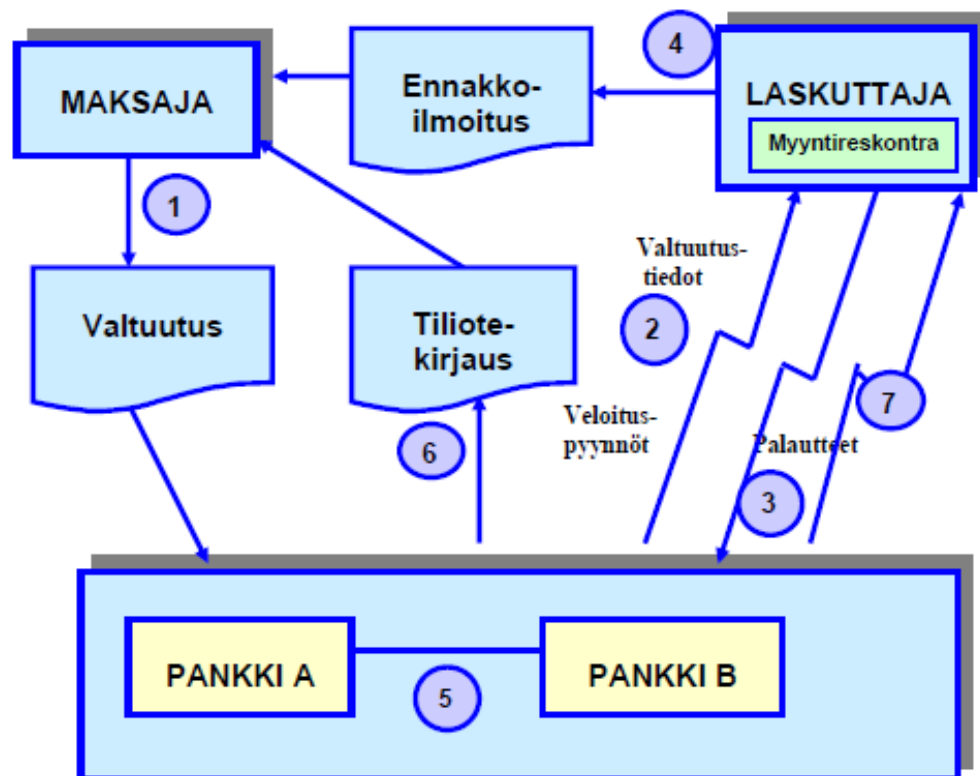 4
MAKSAJA
Ennakko-
ilmoitus
LASKUTTAJA
Myyntireskontra
1
Valtuutus-
tiedot
Valtuutus
Tiliote-
kirjaus
2
7
Veloitus-
pyynnöt
Palautteet
6
3
PANKKI A
PANKKI B
5